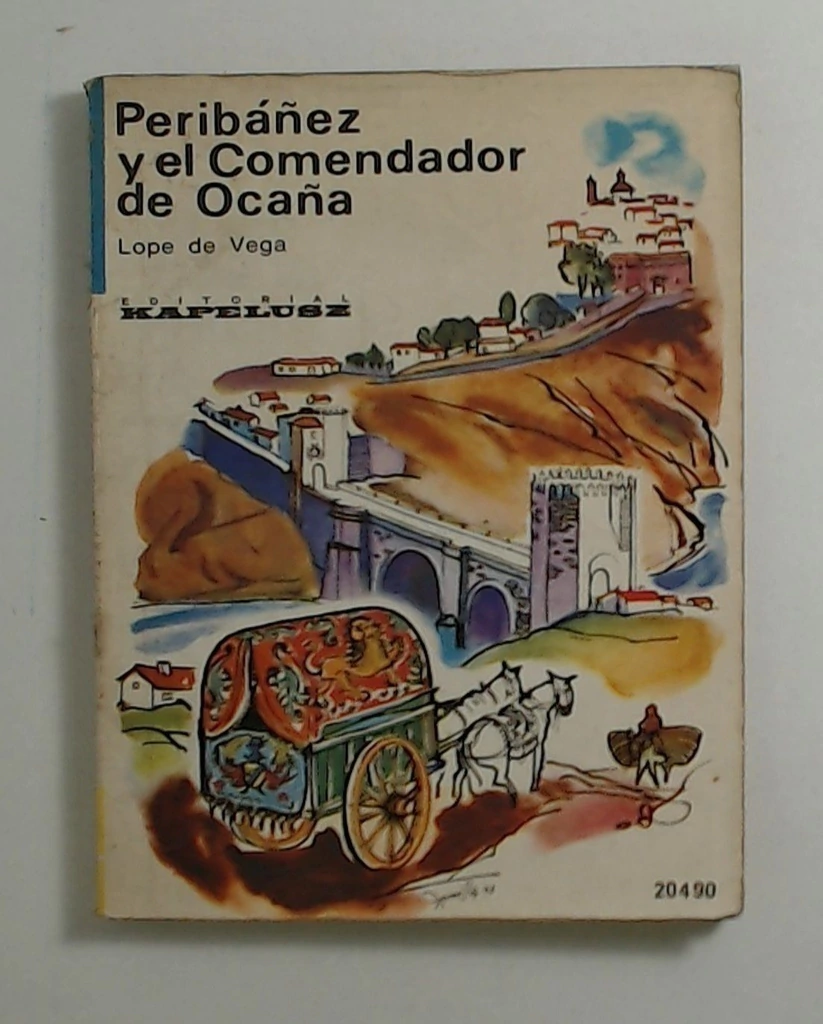 Peribáñez
y el Comendador
de Ocaña
Lope de Vega
EDITORIAL
KAPELUSZ
20490